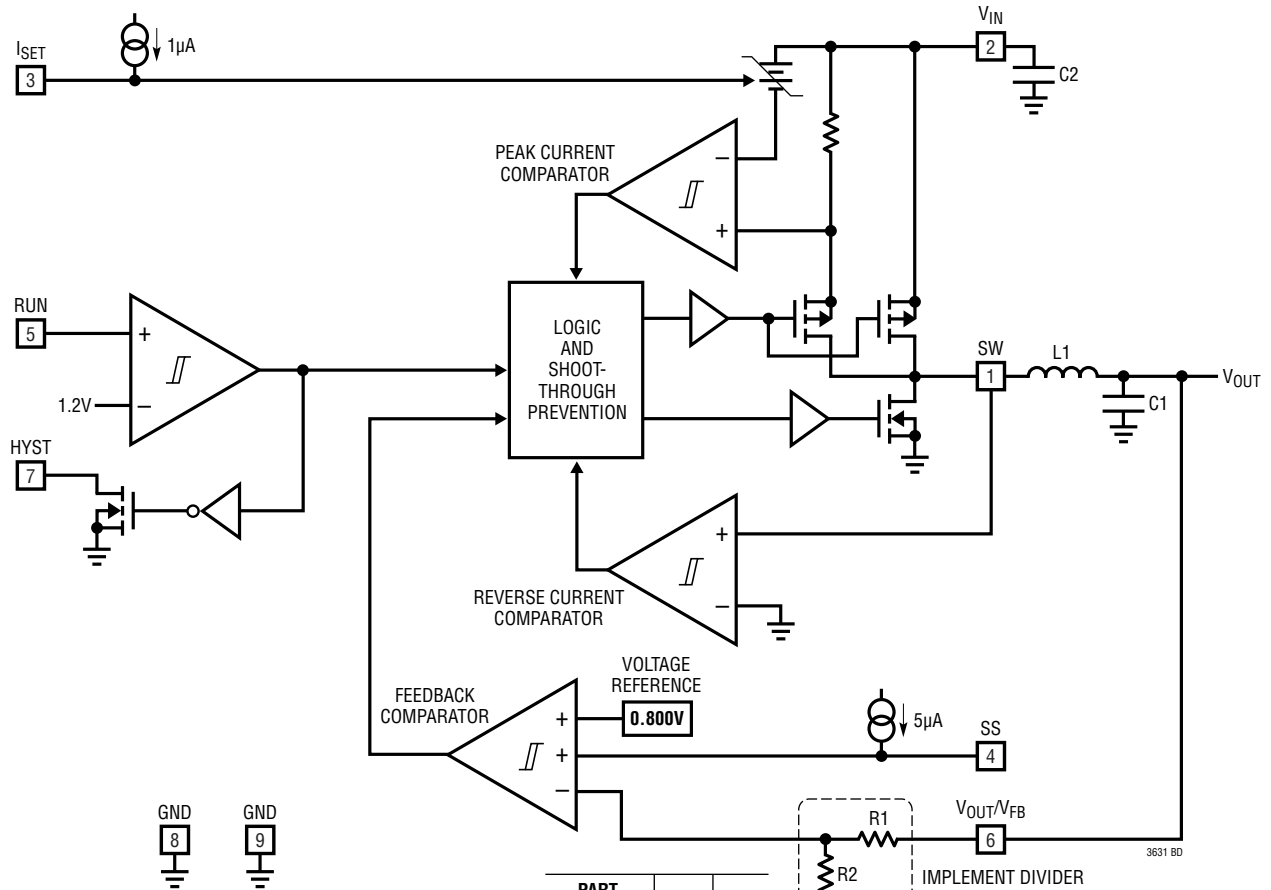 ISET
3
1µA
VIN
2
C2
PEAK CURRENT
COMPARATOR
−
+
RUN
5
+
1.2V
−
HYST
7
LOGIC
AND
SHOOT-
THROUGH
PREVENTION
SW
1
L1
VOUT
C1
+
−
REVERSE CURRENT
COMPARATOR
VOLTAGE
REFERENCE
0.800V
FEEDBACK
COMPARATOR
+
+
−
5µA
SS
4
GND
8
GND
9
R1
VOUT/VFB
6
3631 BD
R2
IMPLEMENT DIVIDER
PART